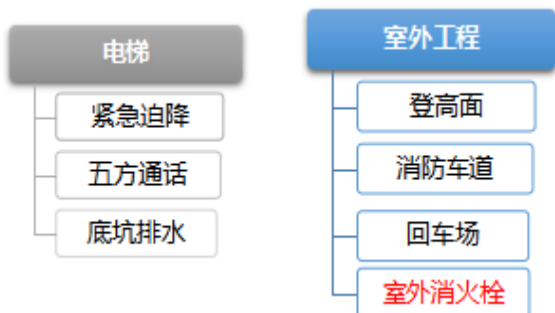 电梯
紧急迫降
五方通话
底坑排水
室外工程
登高面
消防车道
回车场
室外消火栓